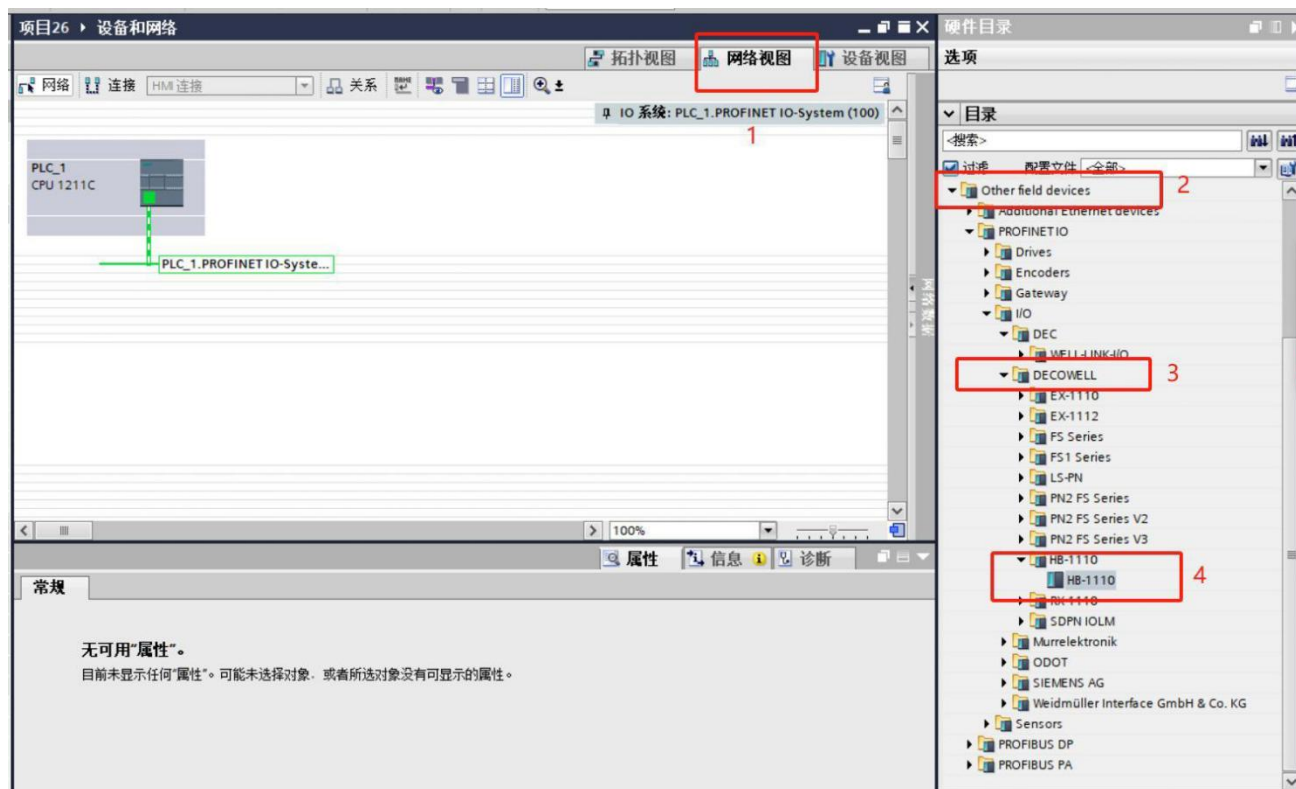 项目26 ▸ 设备和网络
拓扑视图 网络视图 设备视图
网络 连接 HMI 连接 关系
IO 系统: PLC_1.PROFINET IO-System (100)
1
PLC_1
CPU 1211C
PLC_1.PROFINET IO-Syste...
网络数据
100%
属性 信息 诊断
常规
无可用“属性”。
目前未显示任何“属性”。可能未选择对象，或者所选对象没有可显示的属性。
硬件目录
选项
目录
<搜索>
过滤 配置文件 <全部>
Other field devices
2
Additional Ethernet devices
PROFINET IO
Drives
Encoders
Gateway
I/O
DEC
WELL-LINK-I/O
DECOWELL
3
EX-1110
EX-1112
FS Series
FS1 Series
LS-PN
PN2 FS Series
PN2 FS Series V2
PN2 FS Series V3
HB-1110
HB-1110
4
RX-1110
SDPN IOLM
Murrelektronik
ODOT
SIEMENS AG
Weidmüller Interface GmbH & Co. KG
Sensors
PROFIBUS DP
PROFIBUS PA